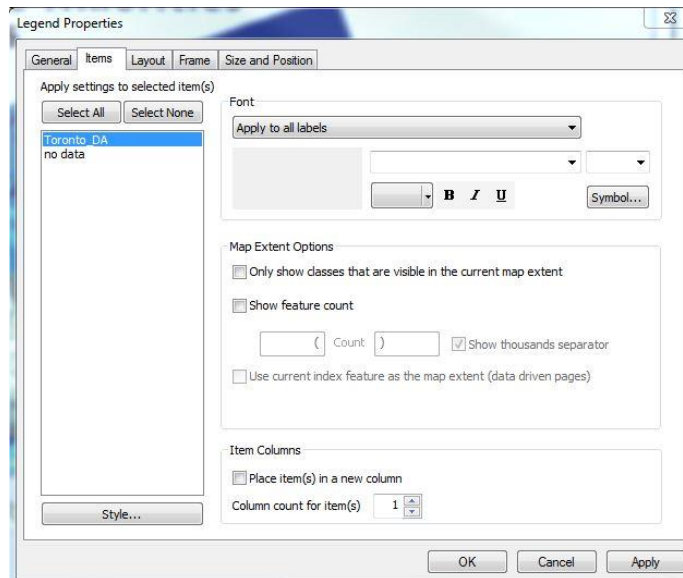 Legend Properties
General Items Layout Frame Size and Position
Apply settings to selected item(s)
Select All Select None
Toronto_DA
no data
Style...
Font
Apply to all labels
B I U Symbol...
Map Extent Options
Only show classes that are visible in the current map extent
Show feature count
( Count ) Show thousands separator
Use current index feature as the map extent (data driven pages)
Item Columns
Place item(s) in a new column
Column count for item(s) 1
OK Cancel Apply